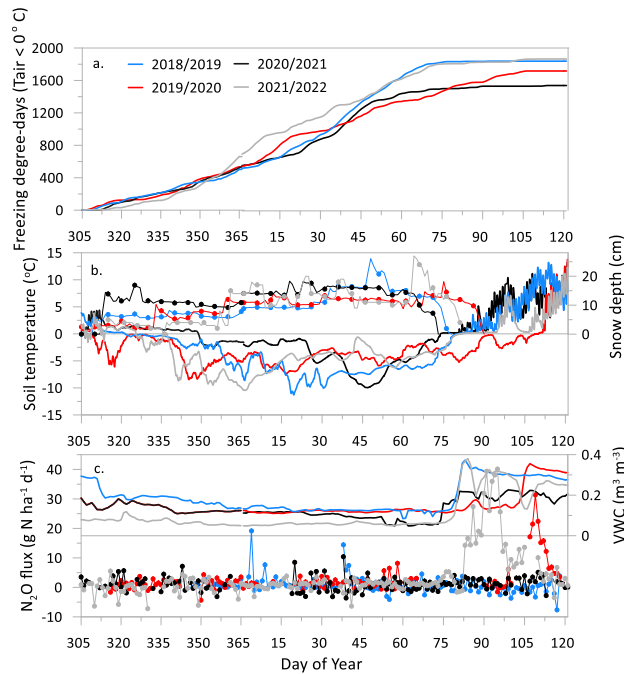 Freezing degree-days (Tair < 0 ° C)
2000
1600
1200
800
400
0
a.
2018/2019
2020/2021
2019/2020
2021/2022
305 320 335 350 365 15 30 45 60 75 90 105 120
Soil temperature (°C)
15
10
5
0
-5
-10
-15
b.
20
10
0
Snow depth (cm)
305 320 335 350 365 15 30 45 60 75 90 105 120
N2O flux (g N ha-1 d-1)
40
30
20
10
0
-10
c.
0.4
0.2
0
VWC (m3 m-3)
305 320 335 350 365 15 30 45 60 75 90 105 120
Day of Year